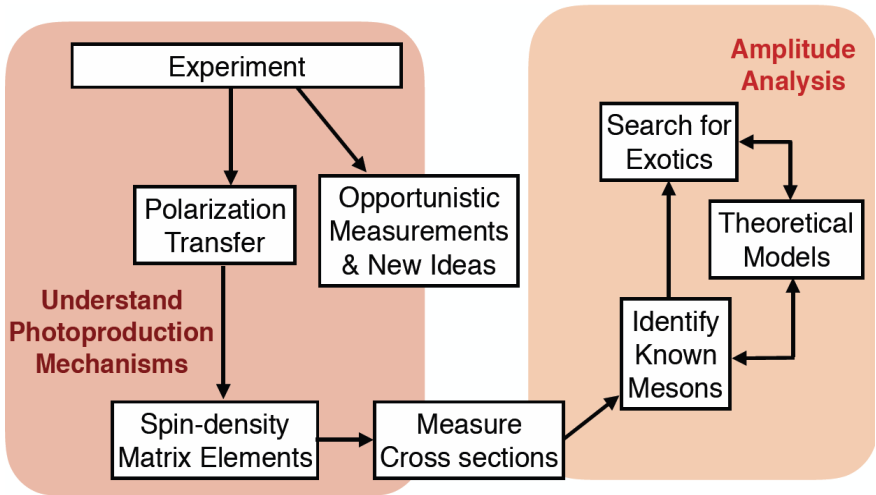 Experiment
Polarization
Transfer
Opportunistic
Measurements
& New Ideas
Understand
Photoproduction
Mechanisms
Spin-density
Matrix Elements
Measure
Cross sections
Amplitude
Analysis
Search for
Exotics
Theoretical
Models
Identify
Known
Mesons